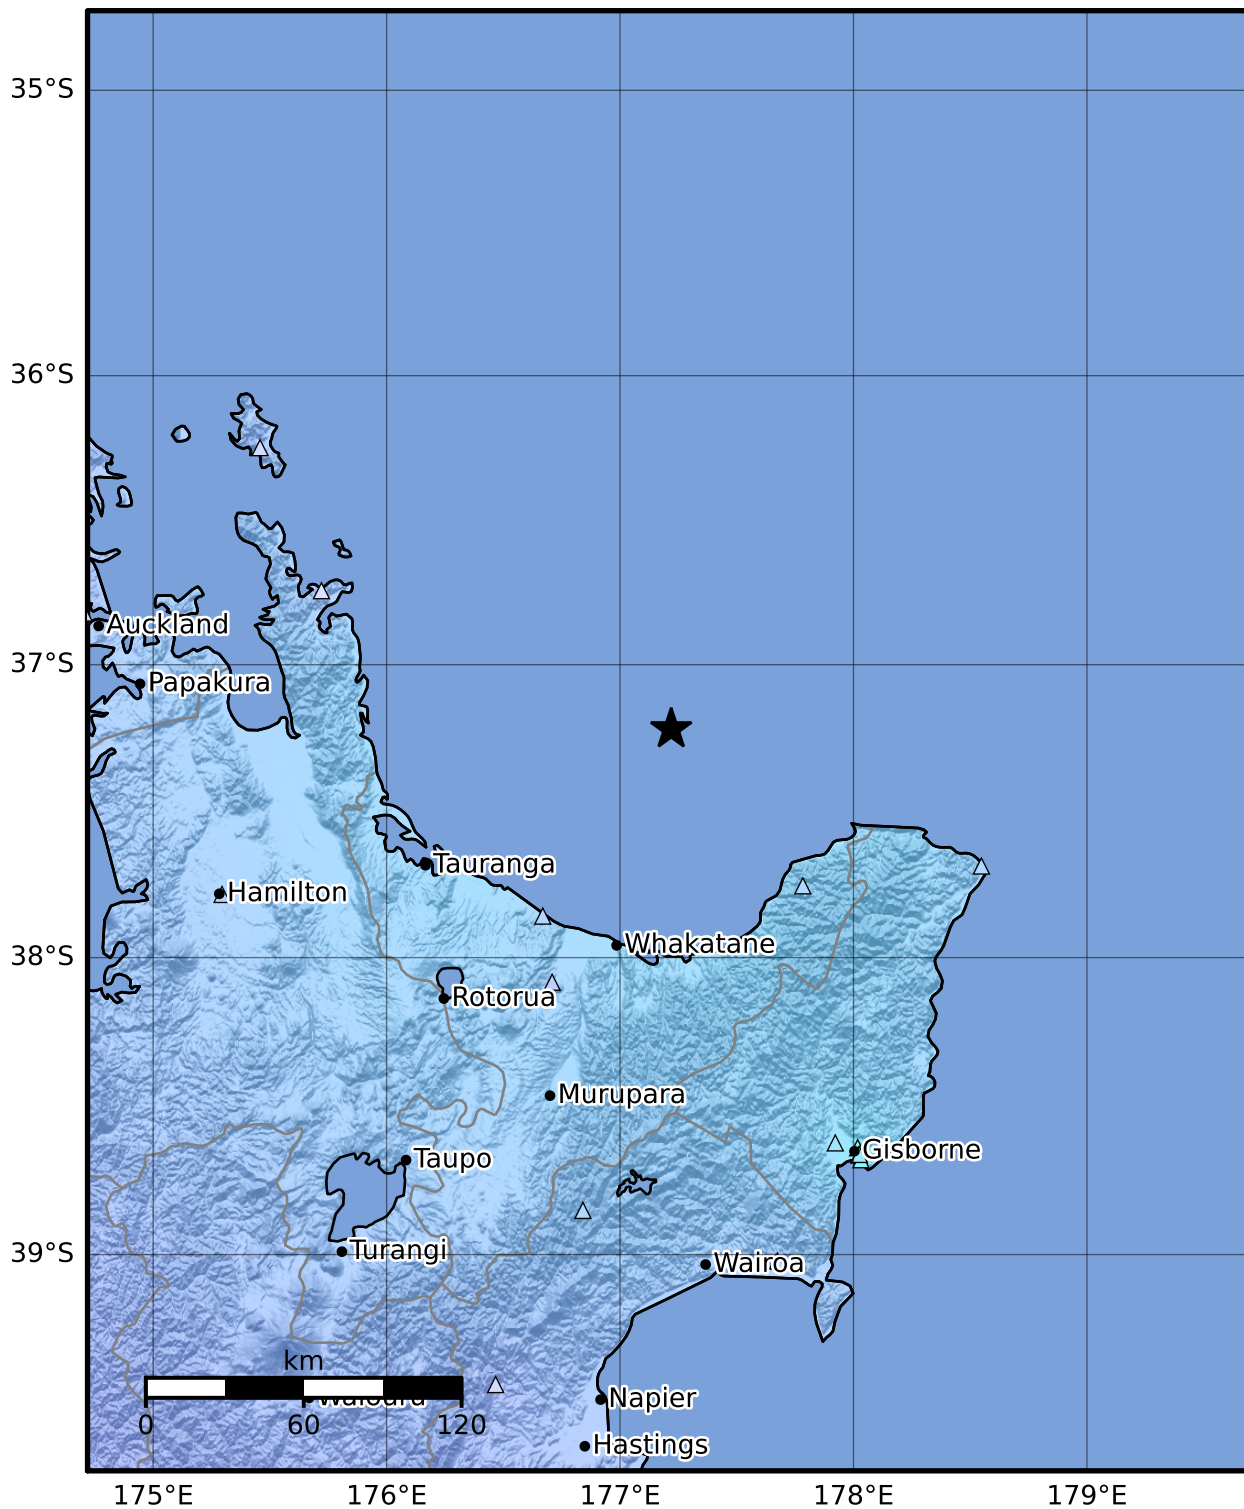 35°S
36°S
37°S
38°S
39°S
Auckland
Papakura
Tauranga
Hamilton
Whakatane
Rotorua
Murupara
Gisborne
Taupo
Turangi
Wairoa
km
Waiouru
Napier
0 60 120
Hastings
175°E 176°E 177°E 178°E 179°E